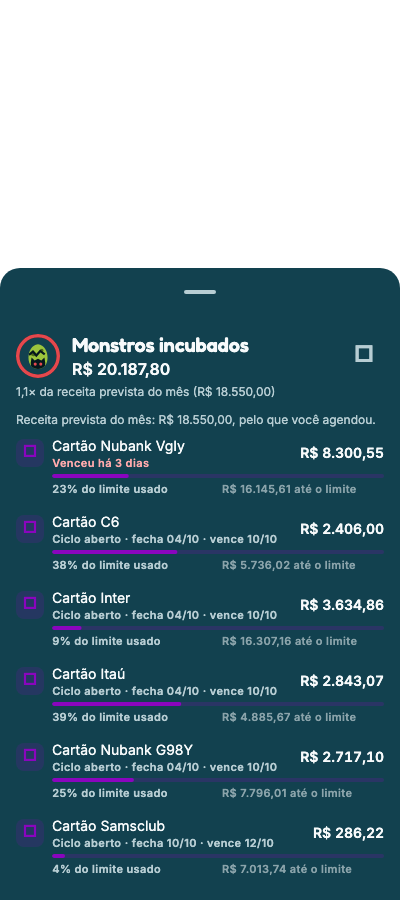 Monstros incubados
R$ 20.187,80
1,1× da receita prevista do mês (R$ 18.550,00)
Receita prevista do mês: R$ 18.550,00, pelo que você agendou.
Cartão Nubank Vgly
R$ 8.300,55
Venceu há 3 dias
23% do limite usado
R$ 16.145,61 até o limite
Cartão C6
R$ 2.406,00
Ciclo aberto · fecha 04/10 · vence 10/10
38% do limite usado
R$ 5.736,02 até o limite
Cartão Inter
R$ 3.634,86
Ciclo aberto · fecha 04/10 · vence 10/10
9% do limite usado
R$ 16.307,16 até o limite
Cartão Itaú
R$ 2.843,07
Ciclo aberto · fecha 04/10 · vence 10/10
39% do limite usado
R$ 4.885,67 até o limite
Cartão Nubank G98Y
R$ 2.717,10
Ciclo aberto · fecha 04/10 · vence 10/10
25% do limite usado
R$ 7.796,01 até o limite
Cartão Samsclub
R$ 286,22
Ciclo aberto · fecha 10/10 · vence 12/10
4% do limite usado
R$ 7.013,74 até o limite